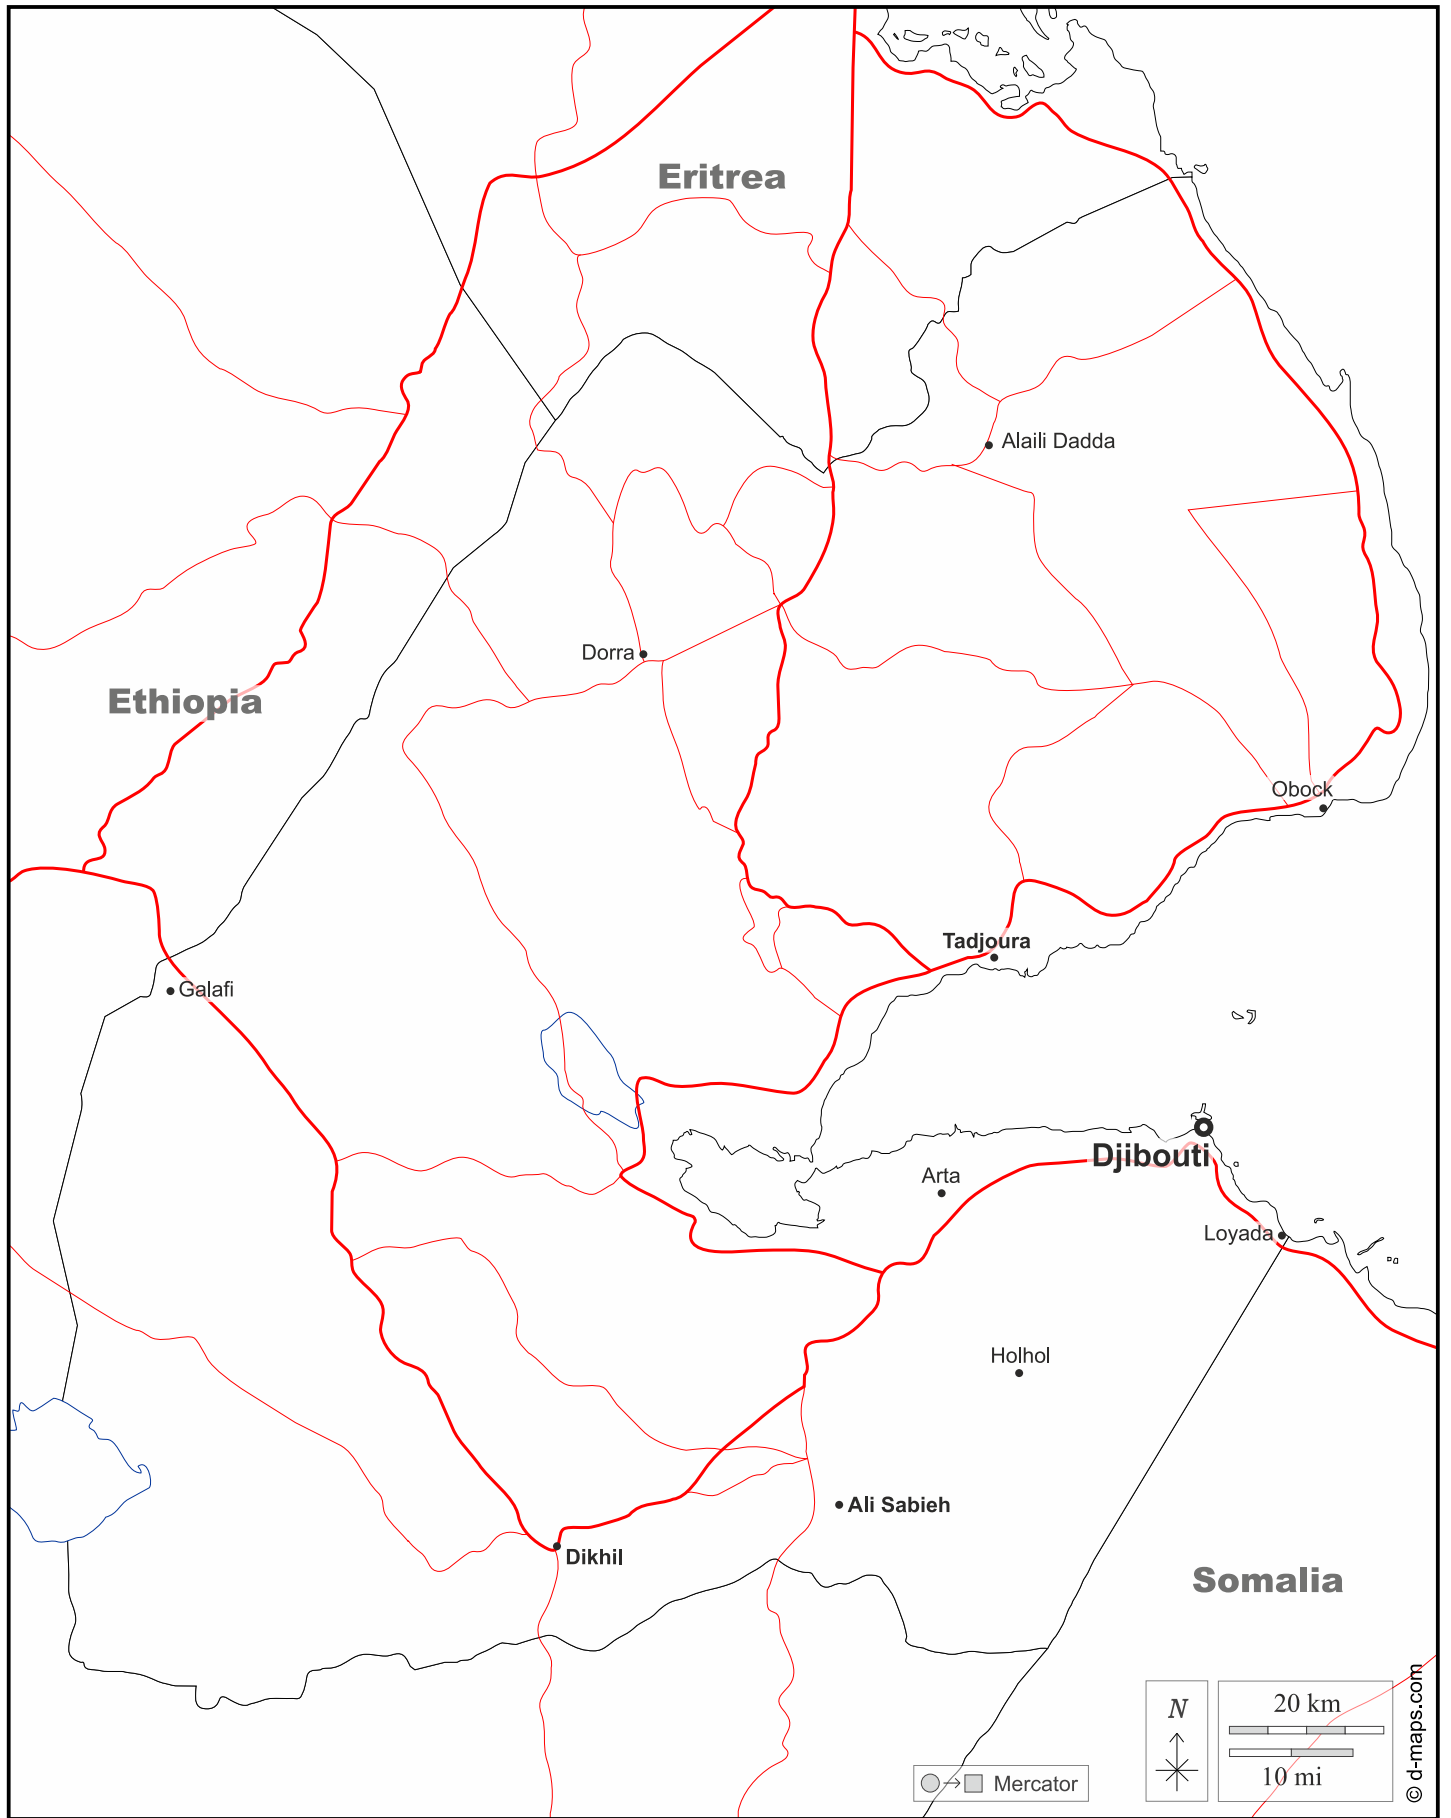 Eritrea
Alaili Dadda
Dorra
Ethiopia
Obock
Tadjoura
Galafi
Djibouti
Arta
Loyada
Holhol
Ali Sabieh
Dikhil
Somalia
N
20 km
10 mi
Mercator
© d-maps.com